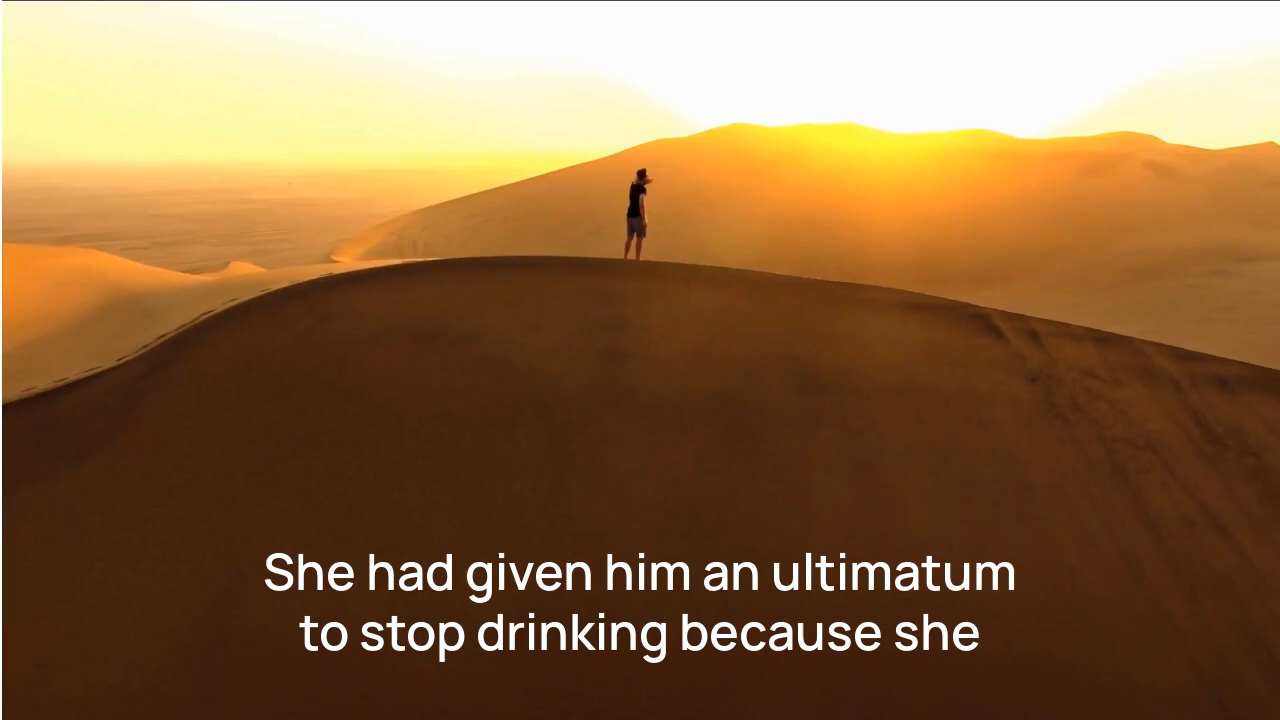 She had given him an ultimatum
to stop drinking because she